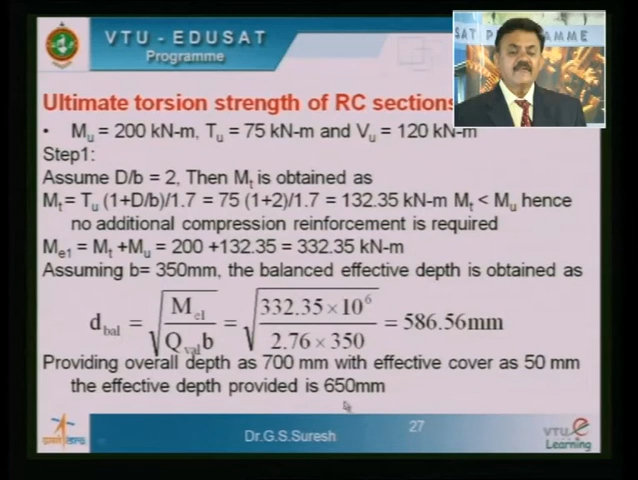 VTU - EDUSAT
Programme
SAT P AMME
Ultimate torsion strength of RC sections
• Mu = 200 kN-m, Tu = 75 kN-m and Vu = 120 kN-m
Step1:
Assume D/b = 2, Then Mt is obtained as
Mt = Tu (1+D/b)/1.7 = 75 (1+2)/1.7 = 132.35 kN-m Mt < Mu hence
no additional compression reinforcement is required
Me1 = Mt +Mu = 200 +132.35 = 332.35 kN-m
Assuming b= 350mm, the balanced effective depth is obtained as
dbal = √(Mel / Qval b) = √(332.35×10⁶ / 2.76×350) = 586.56mm
Providing overall depth as 700 mm with effective cover as 50 mm
the effective depth provided is 650mm
Dr.G.S.Suresh
27
VTU e
Learning